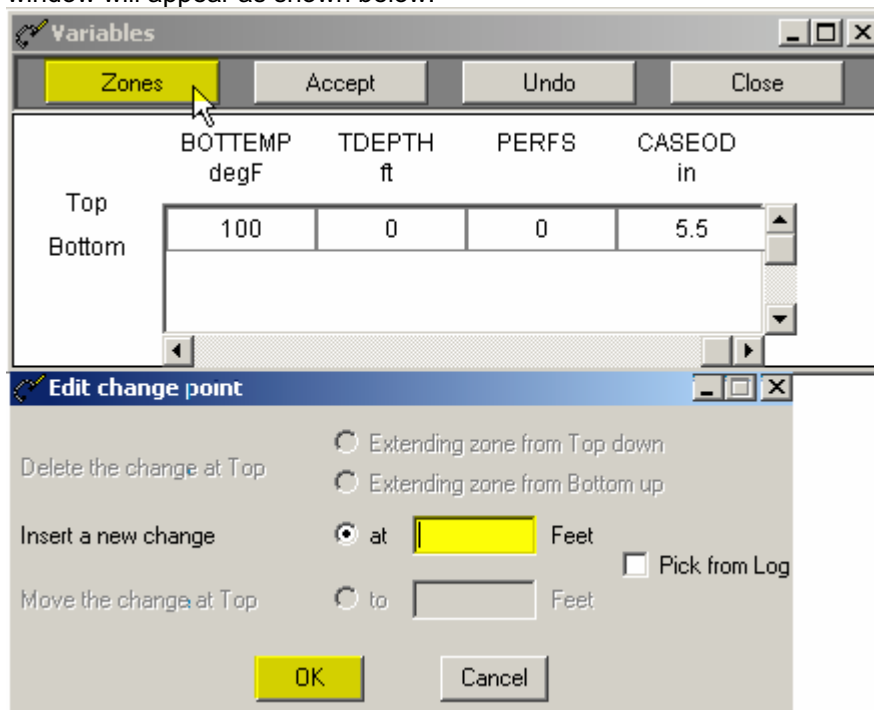 window will appear as shown below:
Variables
Zones Accept Undo Close
BOTTEMP TDEPTH PERFS CASEOD
degF ft in
Top
Bottom
100 0 0 5.5
Edit change point
Delete the change at Top
Extending zone from Top down
Extending zone from Bottom up
Insert a new change at Feet
Pick from Log
Move the change at Top to Feet
OK Cancel